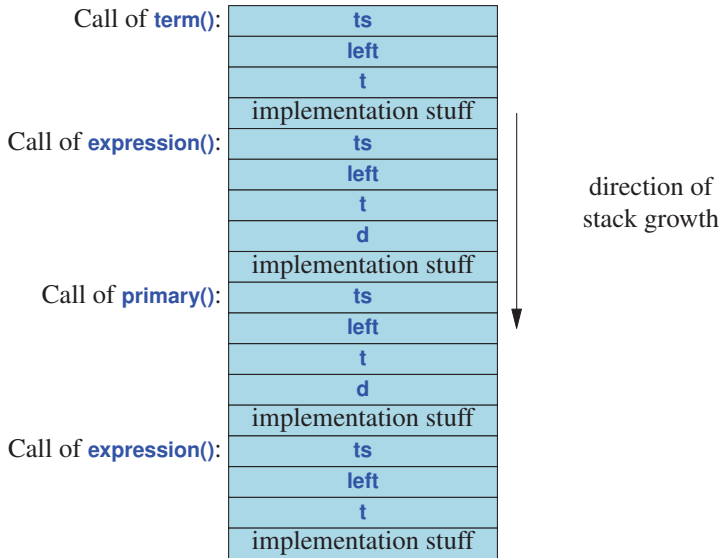 Call of term():
ts
left
t
implementation stuff
Call of expression():
ts
left
t
d
implementation stuff
Call of primary():
ts
left
t
d
implementation stuff
Call of expression():
ts
left
t
implementation stuff
direction of
stack growth